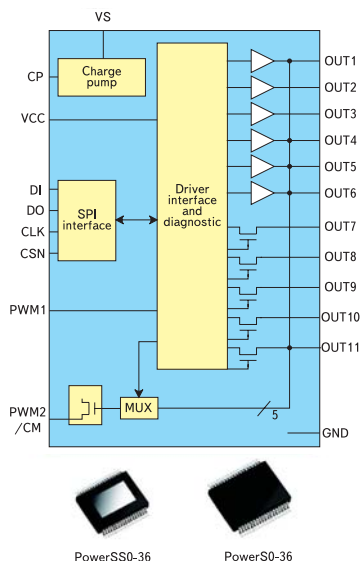 VS
CP
Charge
pump
OUT1
OUT2
VCC
OUT3
OUT4
OUT5
DI
DO
CLK
CSN
SPI
interface
Driver
interface
and
diagnostic
OUT6
OUT7
OUT8
OUT9
PWM1
OUT10
OUT11
PWM2
/CM
MUX
5
GND
PowerSS0-36
PowerS0-36